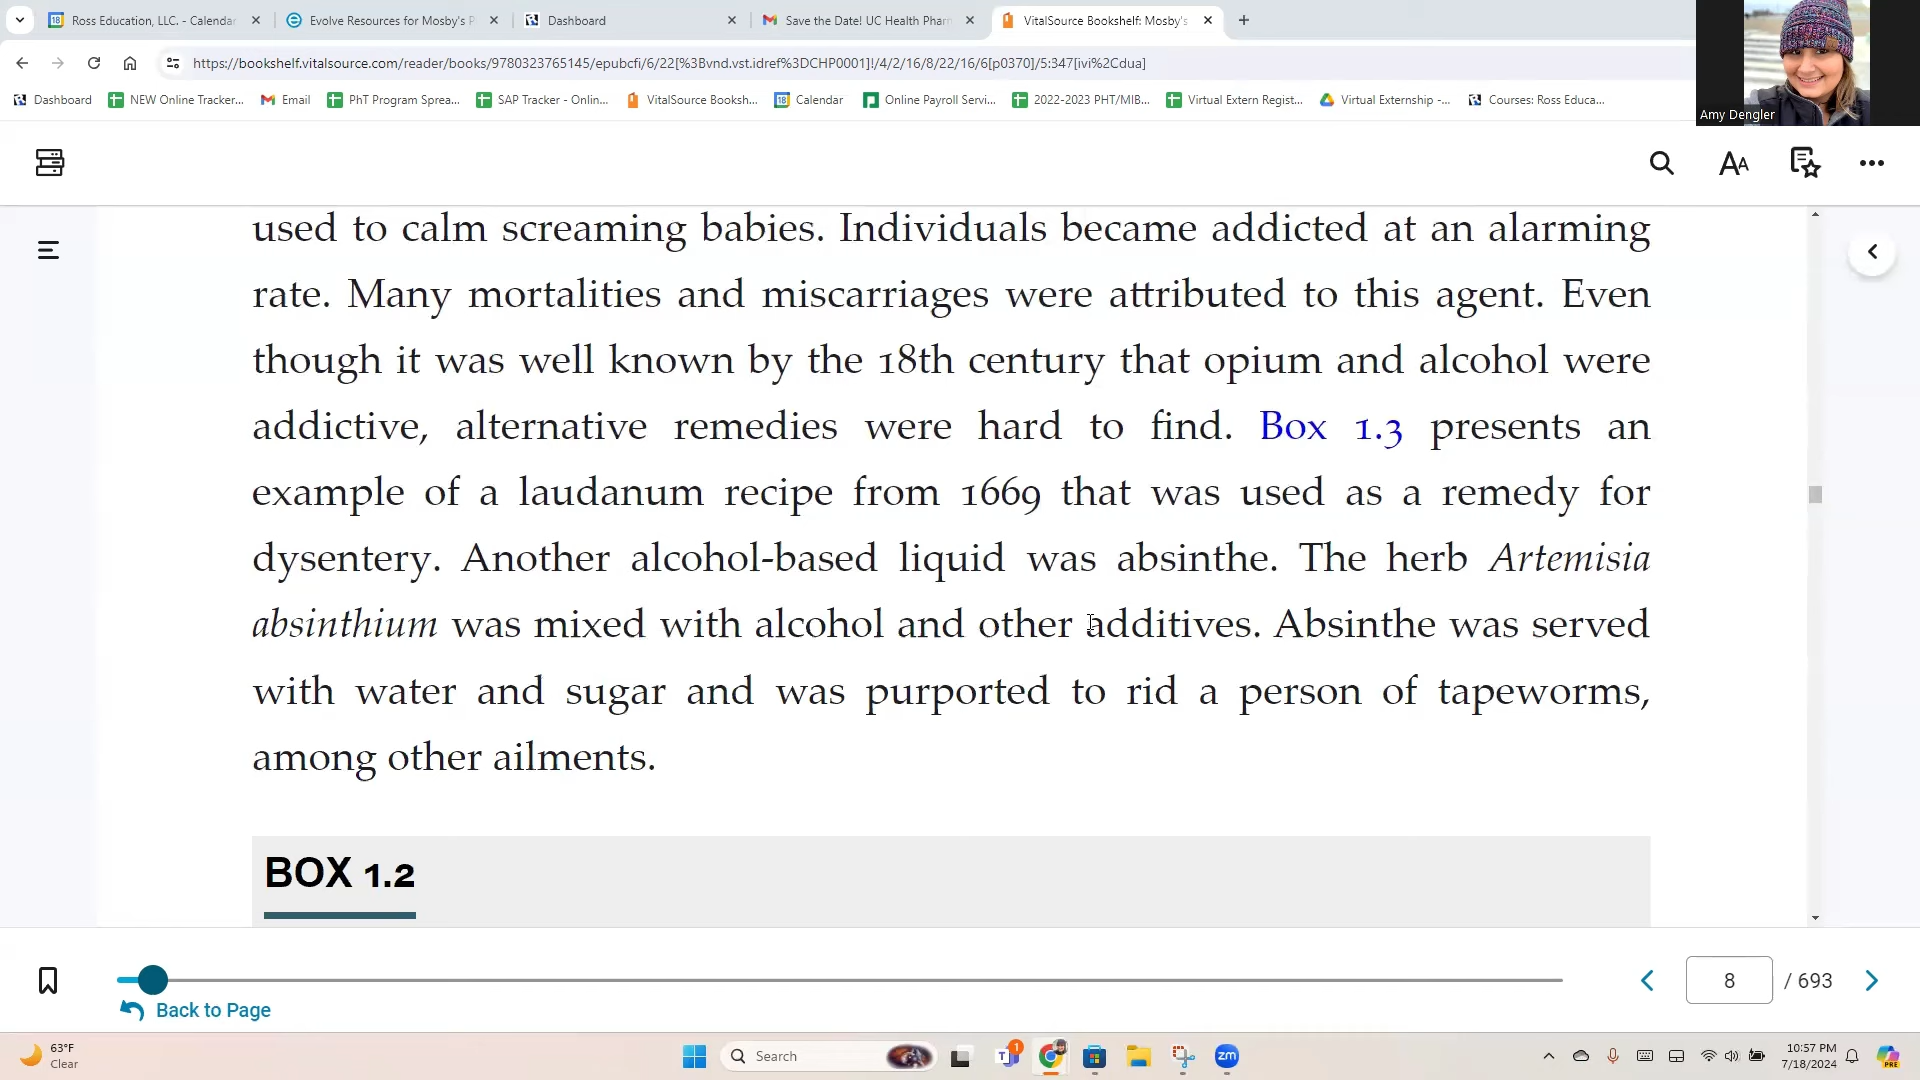 Ross Education, LLC. - Calendar
Evolve Resources for Mosby's P
Dashboard
Save the Date! UC Health Pharm
VitalSource Bookshelf: Mosby's
https://bookshelf.vitalsource.com/reader/books/9780323765145/epubcfi/6/22[%3Bvnd.vst.idref%3DCHP0001]!/4/2/16/8/22/16/6[p0370]/5:347[ivi%2Cdua]
Dashboard
NEW Online Tracker...
Email
PhT Program Sprea...
SAP Tracker - Onlin...
VitalSource Booksh...
Calendar
Online Payroll Servi...
2022-2023 PHT/MIB...
Virtual Extern Regist...
Virtual Externship -...
Courses: Ross Educa...
Amy Dengler
used to calm screaming babies. Individuals became addicted at an alarming
rate. Many mortalities and miscarriages were attributed to this agent. Even
though it was well known by the 18th century that opium and alcohol were
addictive, alternative remedies were hard to find. Box 1.3 presents an
example of a laudanum recipe from 1669 that was used as a remedy for
dysentery. Another alcohol-based liquid was absinthe. The herb Artemisia
absinthium was mixed with alcohol and other additives. Absinthe was served
with water and sugar and was purported to rid a person of tapeworms,
among other ailments.
BOX 1.2
8 / 693
Back to Page
63°F
Clear
Search
1
zm
PRE
10:57 PM
7/18/2024